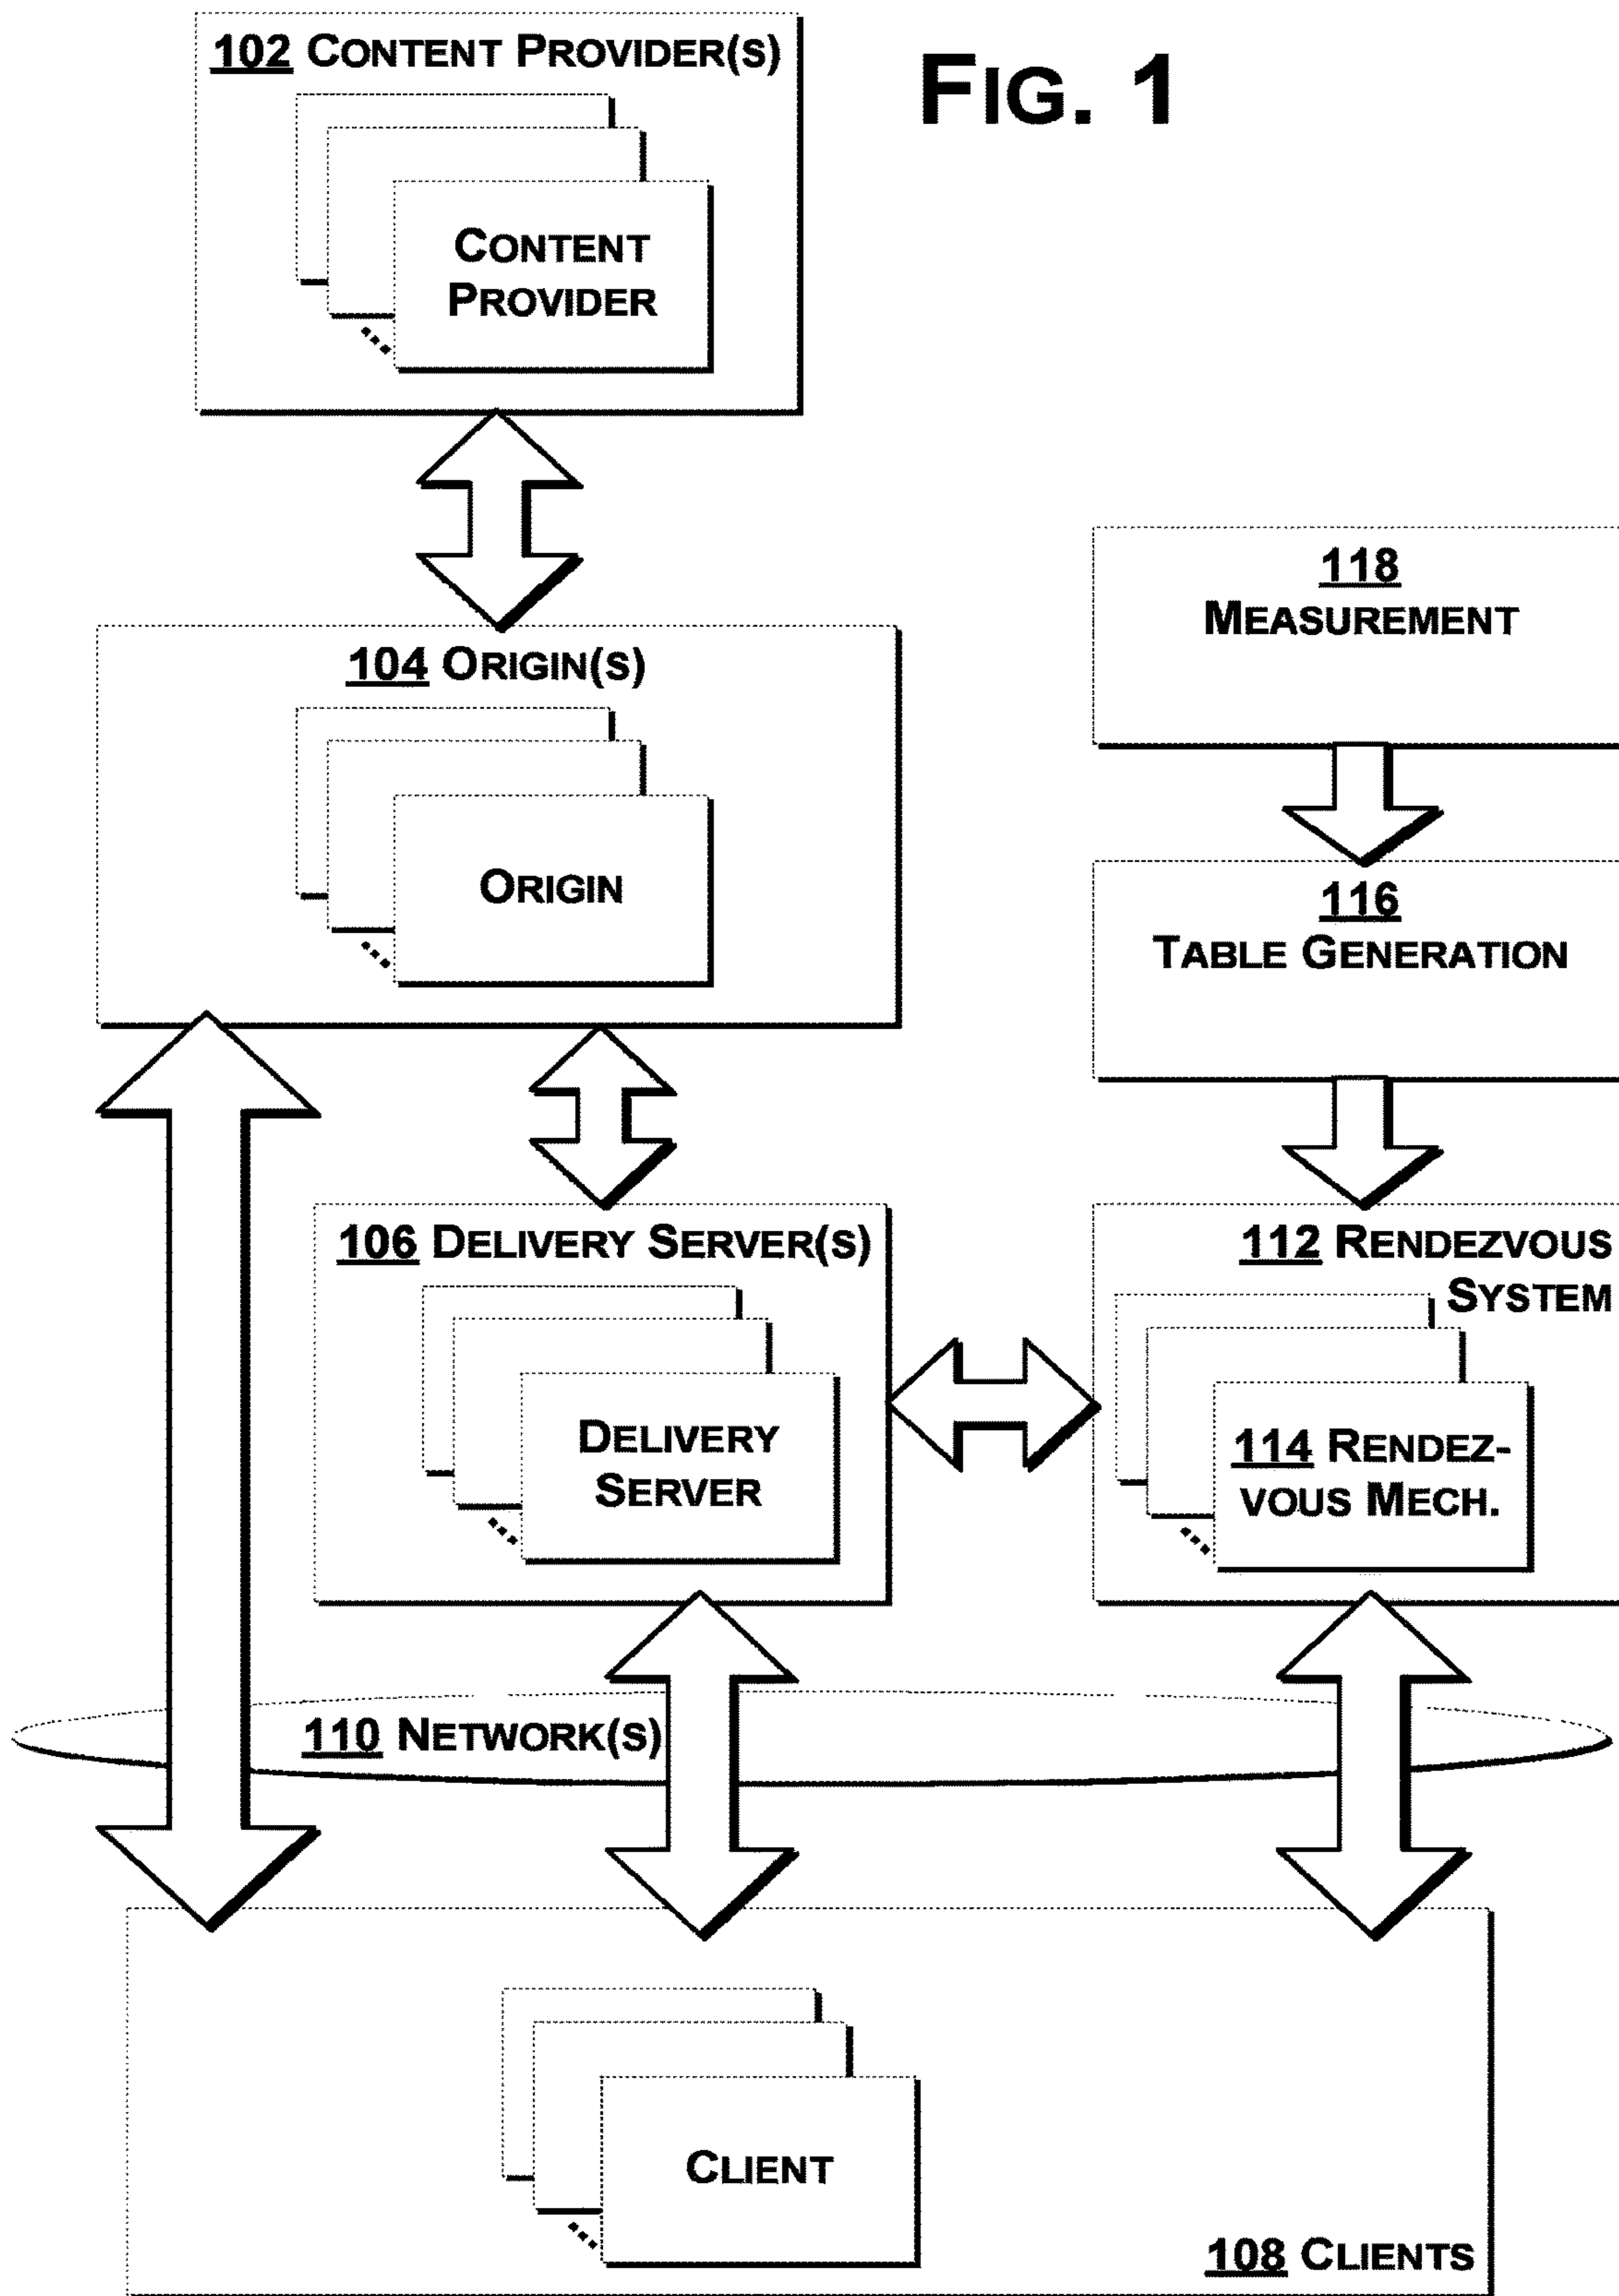 FIG. 1
102 CONTENT PROVIDER(S)
CONTENT
PROVIDER
118
MEASUREMENT
104 ORIGIN(S)
ORIGIN
116
TABLE GENERATION
106 DELIVERY SERVER(S)
DELIVERY
SERVER
112 RENDEZVOUS
SYSTEM
114 RENDEZ-
VOUS MECH.
110 NETWORK(S)
CLIENT
108 CLIENTS